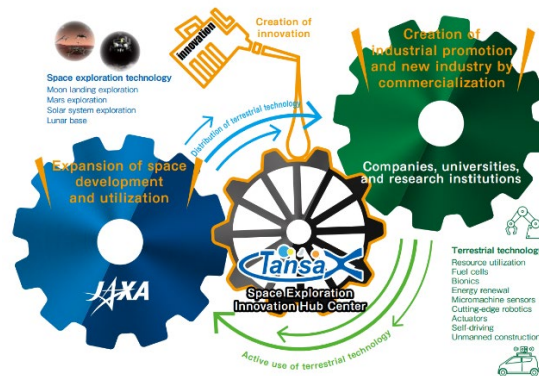 Creation of
innovation
innovation
Creation of
industrial promotion
and new industry by
commercialization
Space exploration technology
Moon landing exploration
Mars exploration
Solar system exploration
Lunar base
Distribution of terrestrial technology
Expansion of space
development
and utilization
Companies, universities,
and research institutions
JAXA
TansaX
Space Exploration
Innovation Hub Center
Active use of terrestrial technology
Terrestrial technology
Resource utilization
Fuel cells
Bionics
Energy renewal
Micromachine sensors
Cutting-edge robotics
Actuators
Self-driving
Unmanned construction